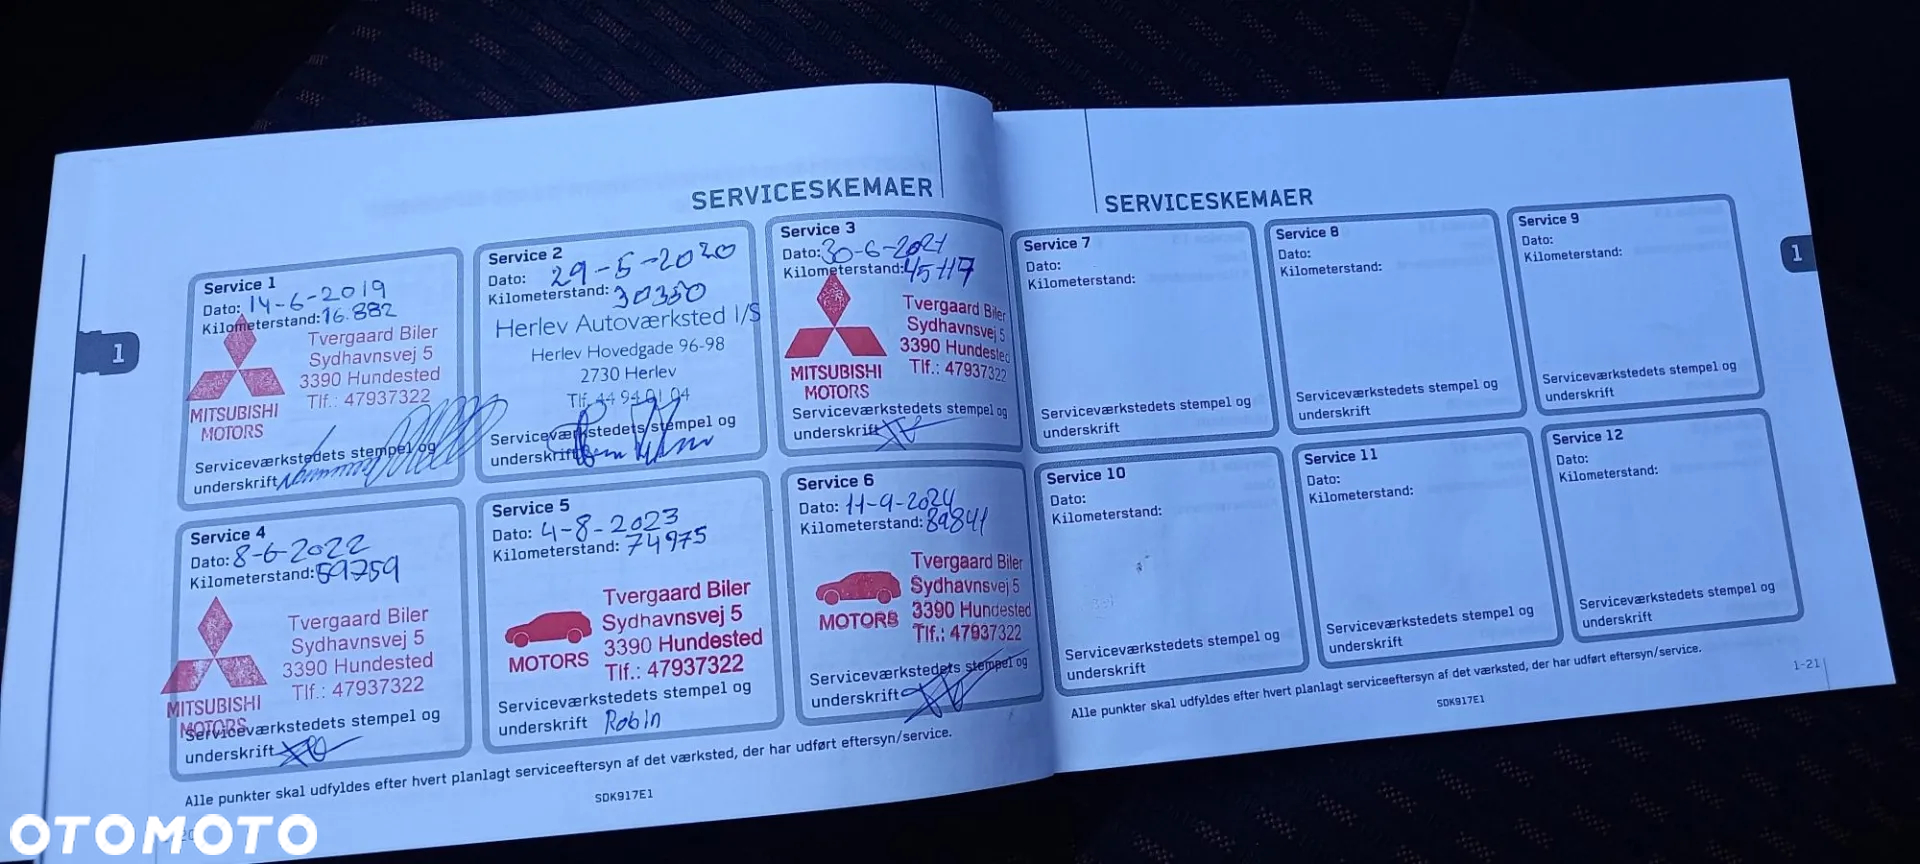 SERVICESKEMAER
Service 1
Dato: 14-6-2019
Kilometerstand: 16.882
MITSUBISHI
MOTORS
Tvergaard Biler
Sydhavnsvej 5
3390 Hundested
Tlf.: 47937322
Serviceværkstedets stempel og
underskrift
Service 2
Dato: 29-5-2020
Kilometerstand: 30350
Herlev Autoværksted I/S
Herlev Hovedgade 96-98
2730 Herlev
Tlf. 44 94 01 04
Serviceværkstedets stempel og
underskrift
Service 3
Dato: 30-6-2021
Kilometerstand: 45117
MITSUBISHI
MOTORS
Tvergaard Biler
Sydhavnsvej 5
3390 Hundested
Tlf.: 47937322
Serviceværkstedets stempel og
underskrift
Service 4
Dato: 8-6-2022
Kilometerstand: 59759
MITSUBISHI
MOTORS
Tvergaard Biler
Sydhavnsvej 5
3390 Hundested
Tlf.: 47937322
Serviceværkstedets stempel og
underskrift
Service 5
Dato: 4-8-2023
Kilometerstand: 74975
MOTORS
Tvergaard Biler
Sydhavnsvej 5
3390 Hundested
Tlf.: 47937322
Serviceværkstedets stempel og
underskrift Robin
Service 6
Dato: 11-9-2024
Kilometerstand: 89841
MOTORS
Tvergaard Biler
Sydhavnsvej 5
3390 Hundested
Tlf.: 47937322
Serviceværkstedets stempel og
underskrift
Alle punkter skal udfyldes efter hvert planlagt serviceeftersyn af det værksted, der har udført eftersyn/service.
SDK917E1
1
SERVICESKEMAER
Service 7
Dato:
Kilometerstand:
Serviceværkstedets stempel og
underskrift
Service 8
Dato:
Kilometerstand:
Serviceværkstedets stempel og
underskrift
Service 9
Dato:
Kilometerstand:
Serviceværkstedets stempel og
underskrift
Service 10
Dato:
Kilometerstand:
Serviceværkstedets stempel og
underskrift
Service 11
Dato:
Kilometerstand:
Serviceværkstedets stempel og
underskrift
Service 12
Dato:
Kilometerstand:
Serviceværkstedets stempel og
underskrift
Alle punkter skal udfyldes efter hvert planlagt serviceeftersyn af det værksted, der har udført eftersyn/service.
SDK917E1
1-21
1
OTOMOTO